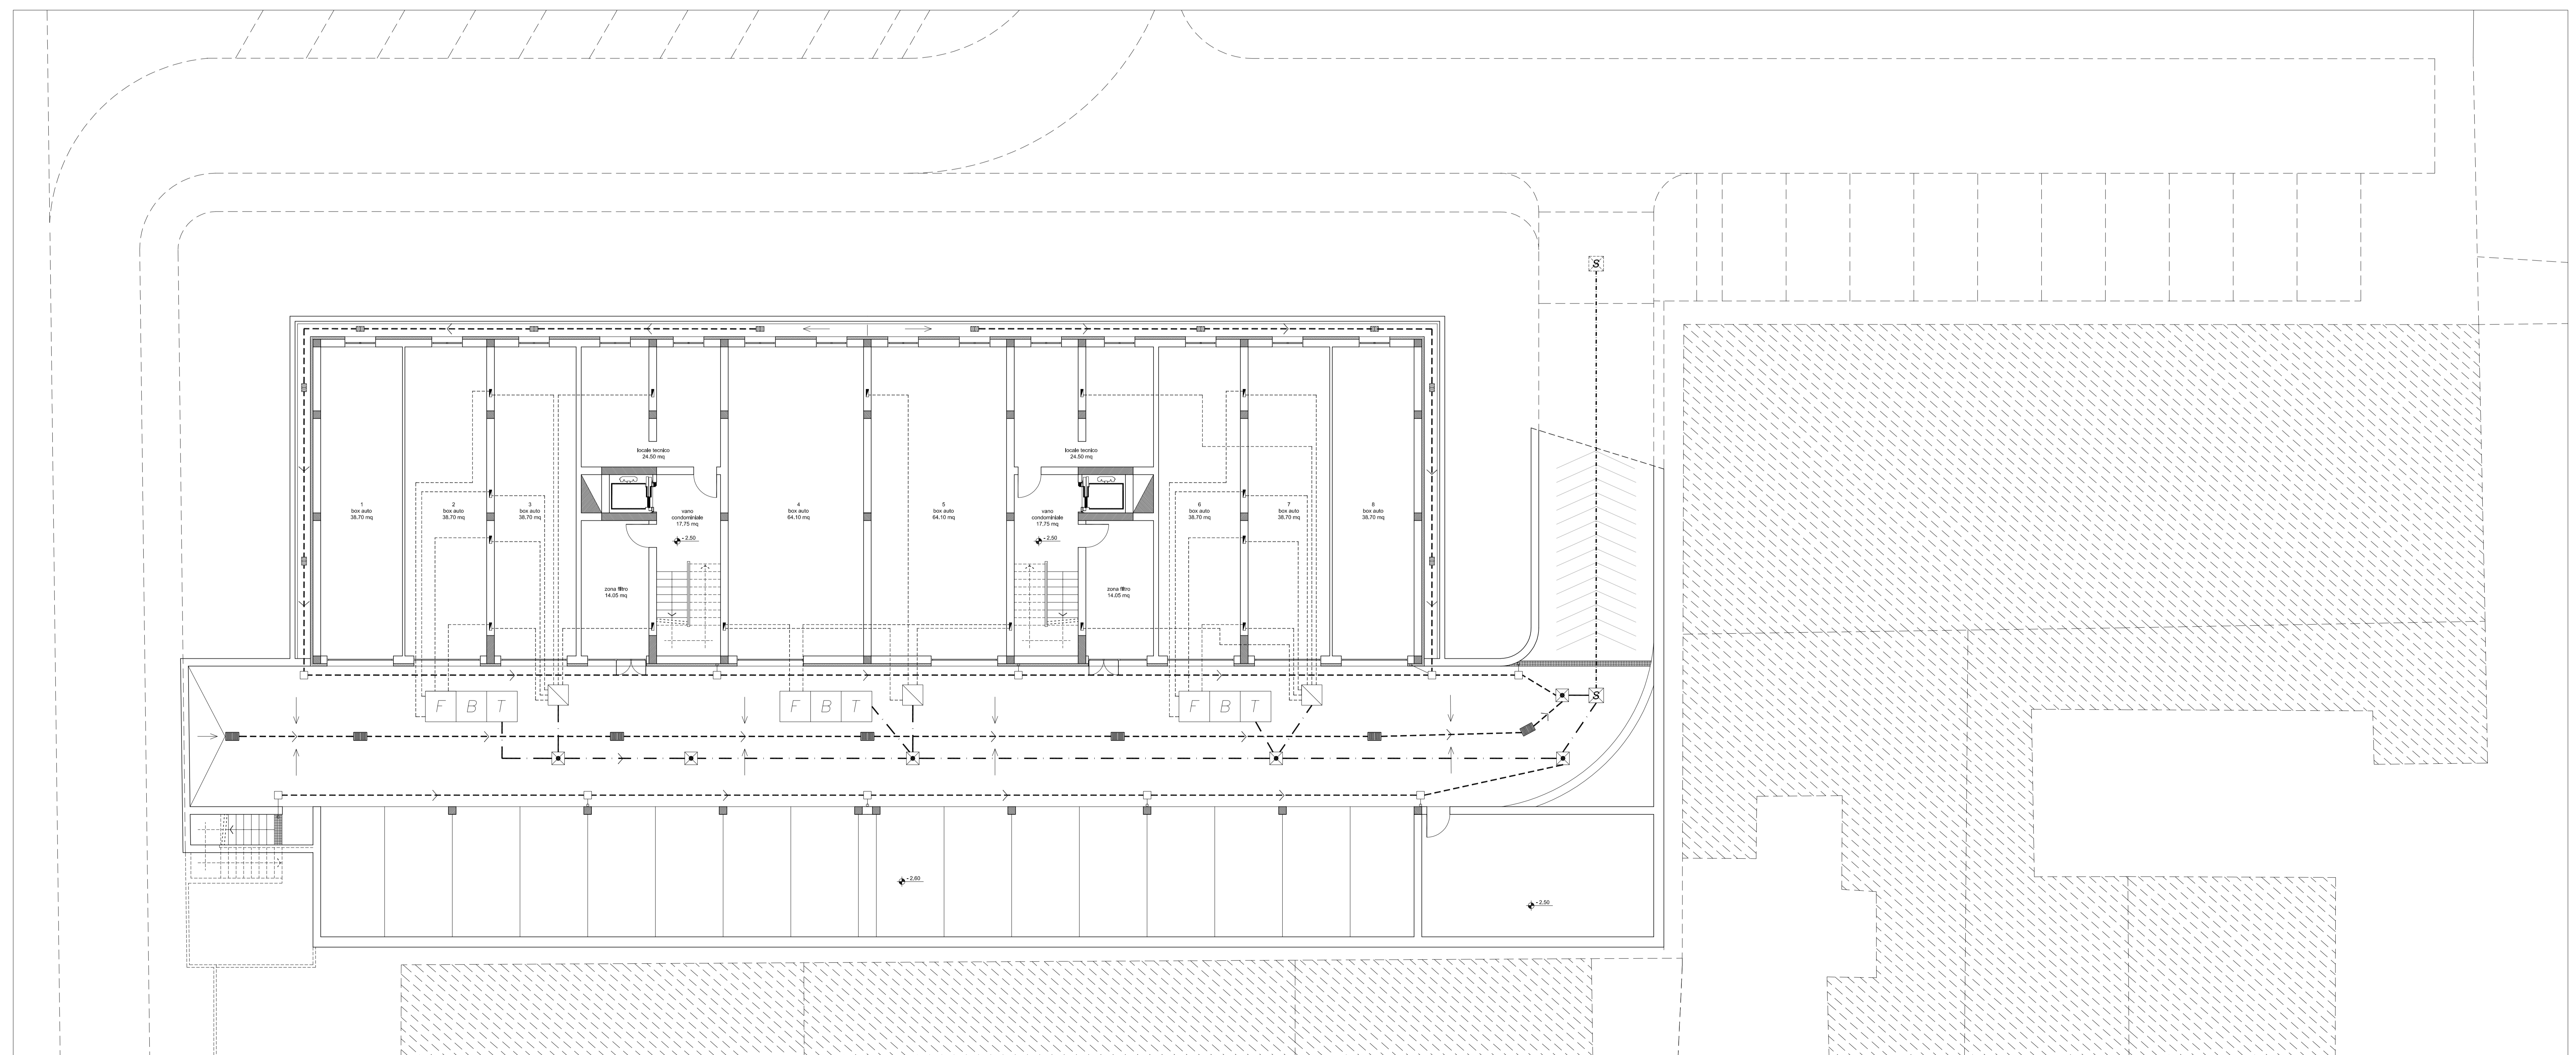 S
locale tecnico
24.50 mq
locale tecnico
24.50 mq
1
box auto
38.70 mq
2
box auto
38.70 mq
3
box auto
38.70 mq
vano
condominiale
17.75 mq
4
box auto
64.10 mq
5
box auto
64.10 mq
vano
condominiale
17.75 mq
6
box auto
38.70 mq
7
box auto
38.70 mq
8
box auto
38.70 mq
- 2,50
- 2,50
zona filtro
14.05 mq
zona filtro
14.05 mq
F B T
F B T
F B T
S
- 2,60
- 2,50